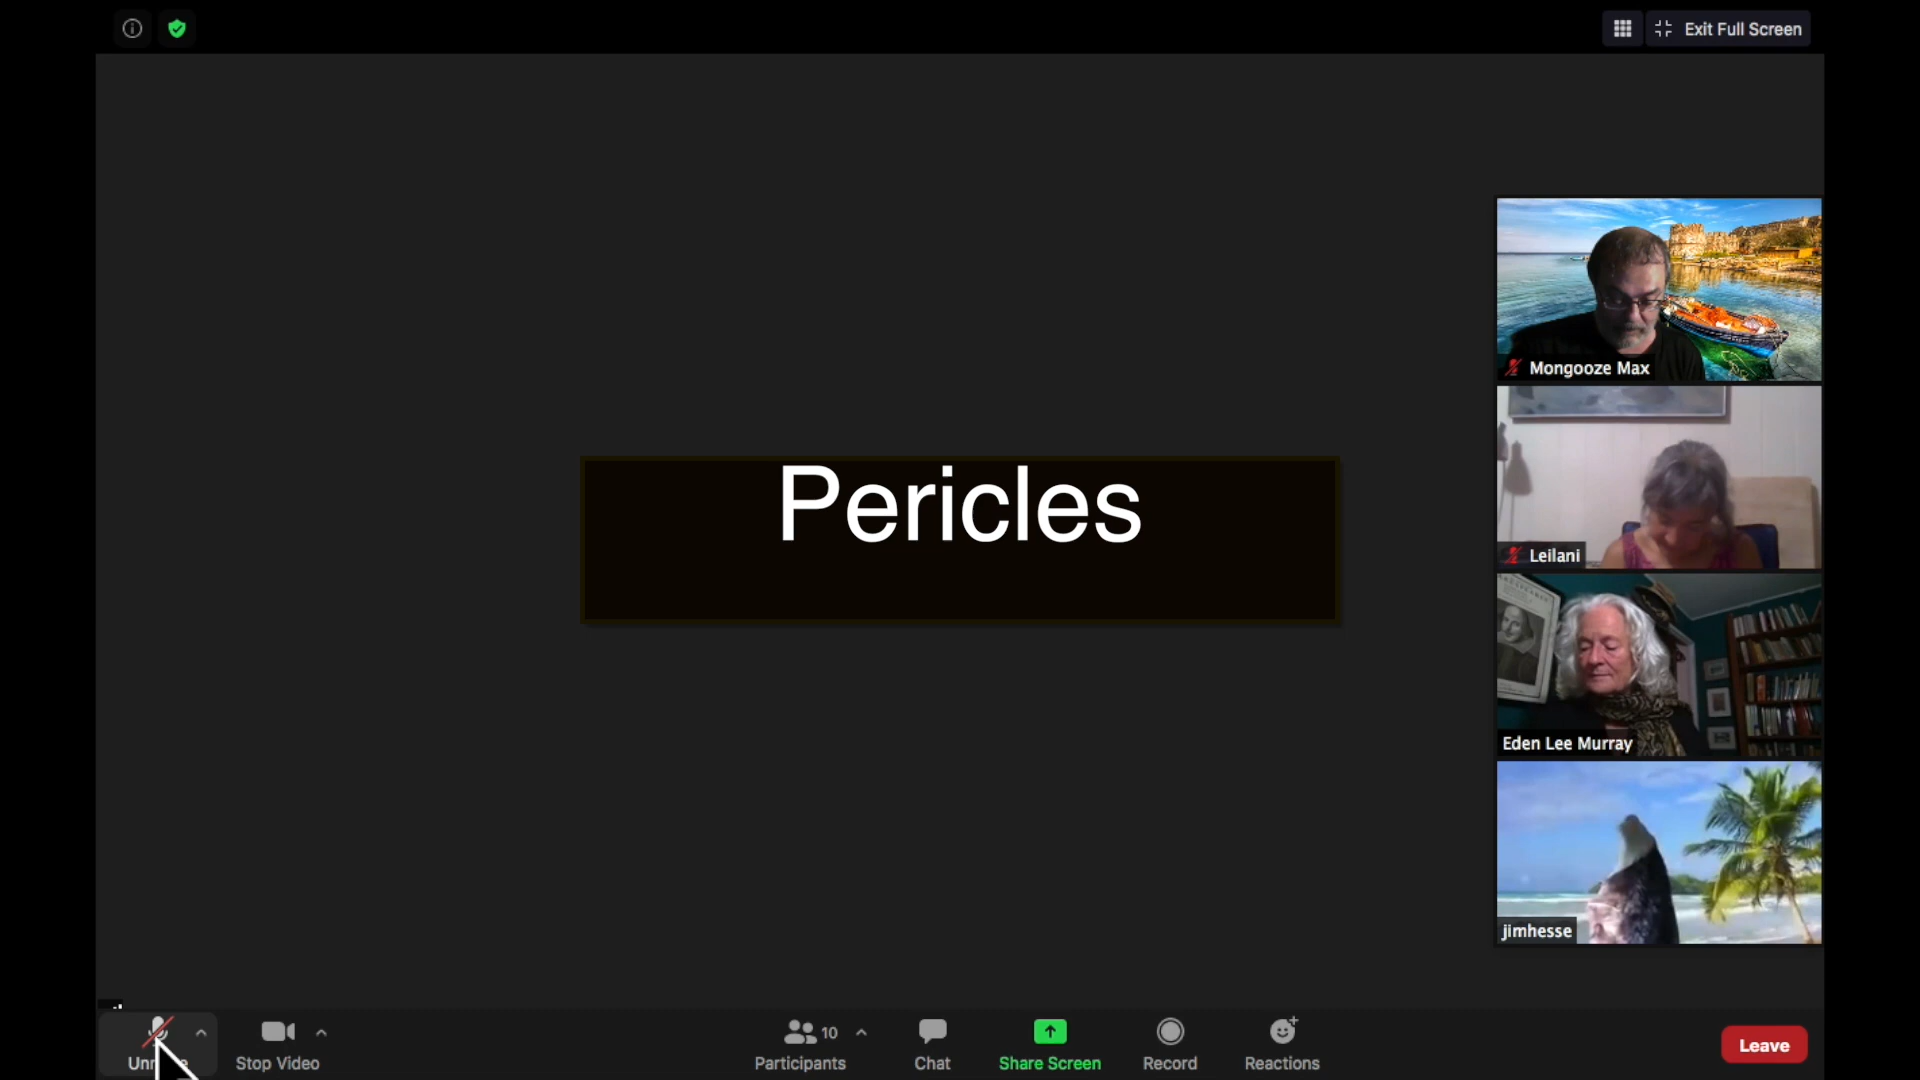 Exit Full Screen
Pericles
Mongooze Max
Leilani
Eden Lee Murray
jimhesse
Stop Video
10
Participants
Chat
Share Screen
Record
Reactions
Leave